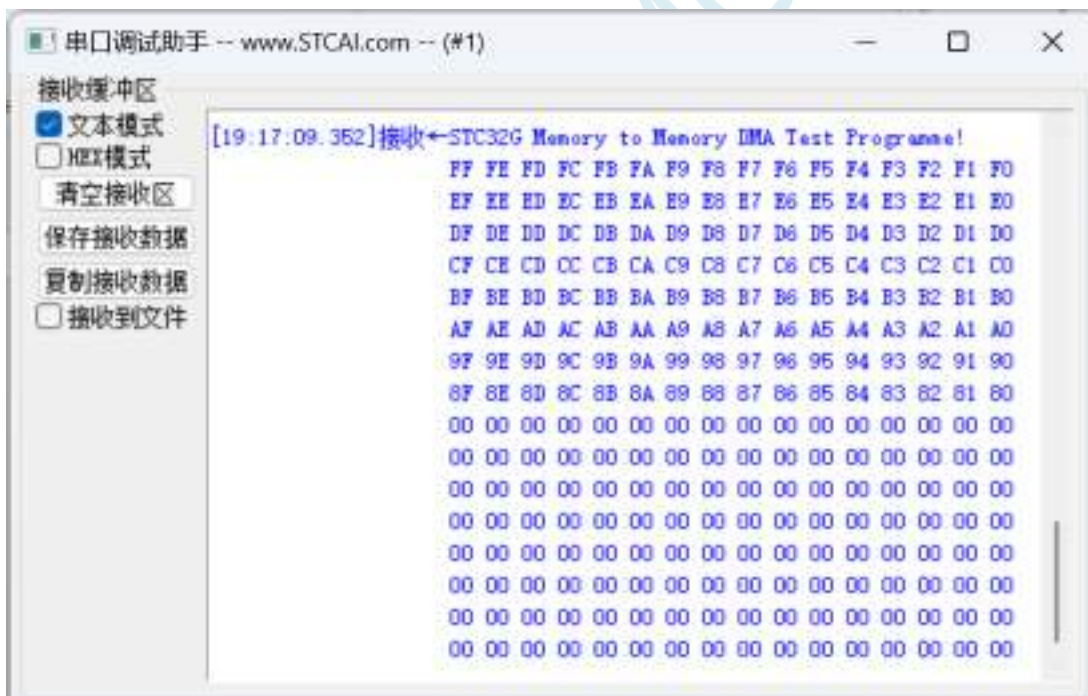 串口调试助手 -- www.STCAI.com -- (#1)
接收缓冲区
文本模式
HEX模式
清空接收区
保存接收数据
复制接收数据
接收到文件
[19:17:09.352]接收←STC32G Memory to Memory DMA Test Programme!
FF FE FD FC FB FA F9 F8 F7 F6 F5 F4 F3 F2 F1 F0
EF EE ED EC EB EA E9 E8 E7 E6 E5 E4 E3 E2 E1 E0
DF DE DD DC DB DA D9 D8 D7 D6 D5 D4 D3 D2 D1 D0
CF CE CD CC CB CA C9 C8 C7 C6 C5 C4 C3 C2 C1 C0
BF BE BD BC BB BA B9 B8 B7 B6 B5 B4 B3 B2 B1 B0
AF AE AD AC AB AA A9 A8 A7 A6 A5 A4 A3 A2 A1 A0
9F 9E 9D 9C 9B 9A 99 98 97 96 95 94 93 92 91 90
8F 8E 8D 8C 8B 8A 89 88 87 86 85 84 83 82 81 80
00 00 00 00 00 00 00 00 00 00 00 00 00 00 00 00
00 00 00 00 00 00 00 00 00 00 00 00 00 00 00 00
00 00 00 00 00 00 00 00 00 00 00 00 00 00 00 00
00 00 00 00 00 00 00 00 00 00 00 00 00 00 00 00
00 00 00 00 00 00 00 00 00 00 00 00 00 00 00 00
00 00 00 00 00 00 00 00 00 00 00 00 00 00 00 00
00 00 00 00 00 00 00 00 00 00 00 00 00 00 00 00
00 00 00 00 00 00 00 00 00 00 00 00 00 00 00 00